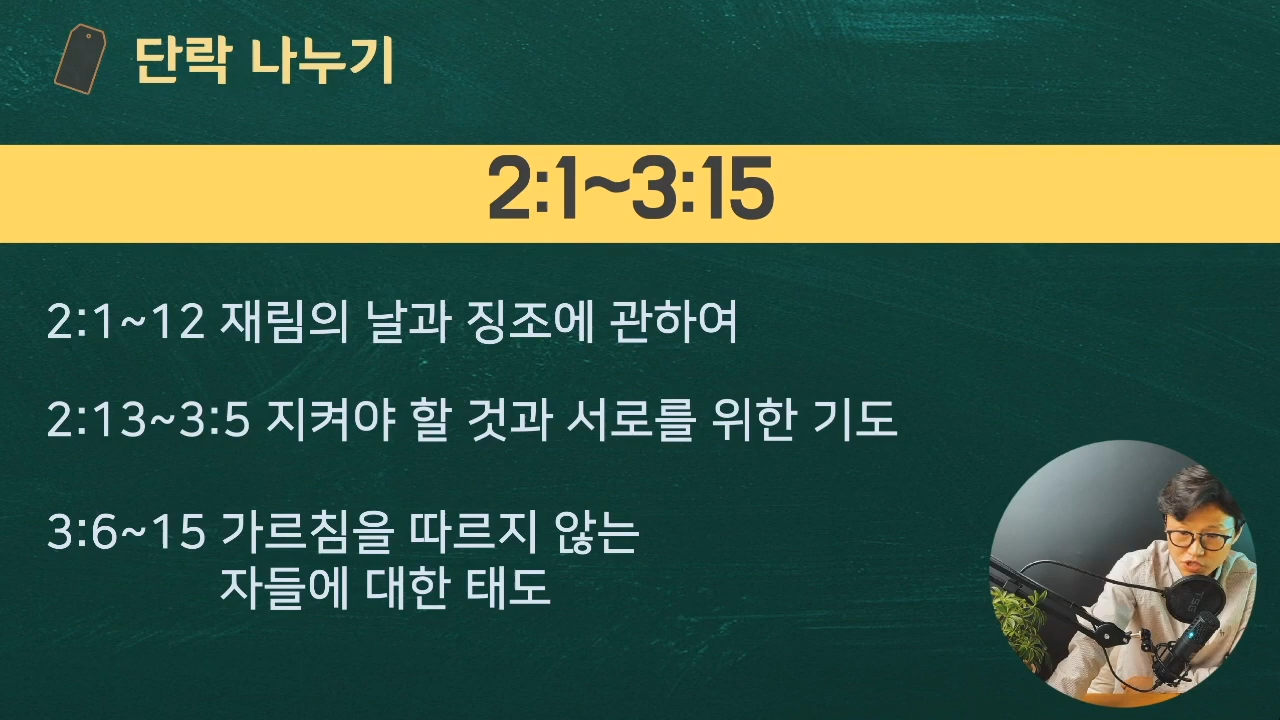 단락 나누기
2:1~3:15
2:1~12 재림의 날과 징조에 관하여
2:13~3:5 지켜야 할 것과 서로를 위한 기도
3:6~15 가르침을 따르지 않는
자들에 대한 태도